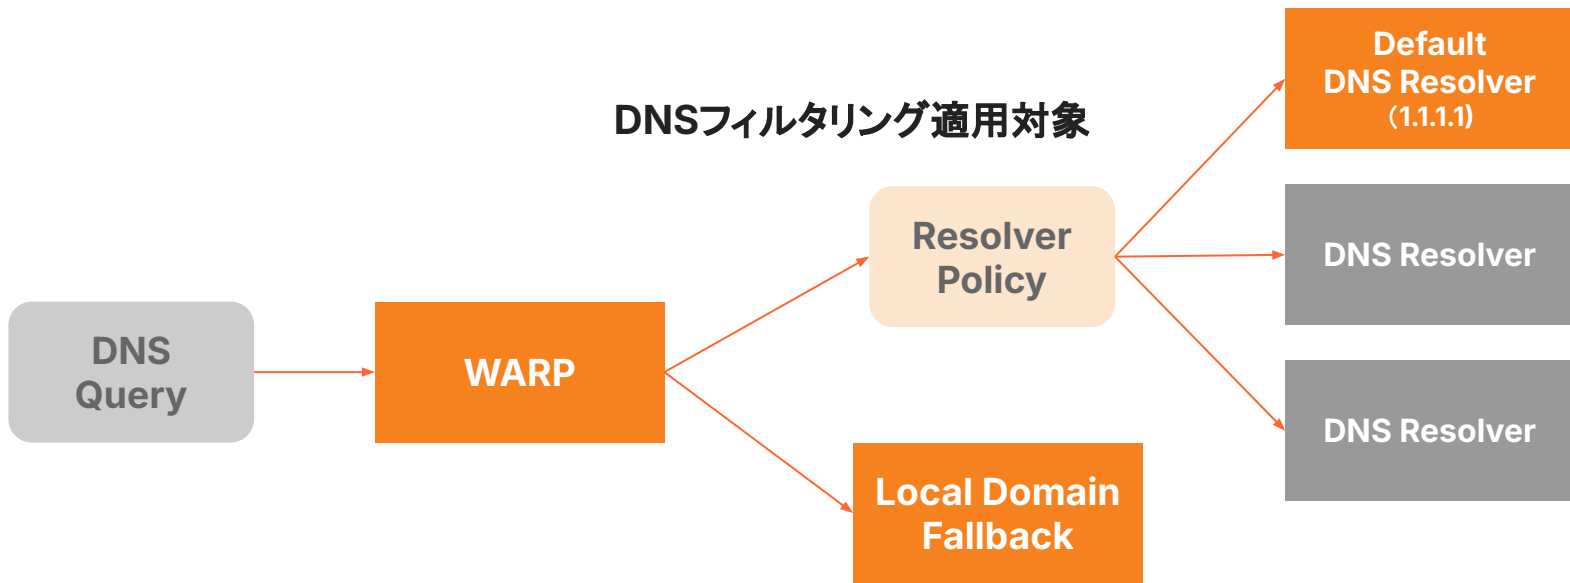 DNSフィルタリング適用対象
DNS
Query
WARP
Resolver
Policy
Local Domain
Fallback
Default
DNS Resolver
（1.1.1.1)
DNS Resolver
DNS Resolver